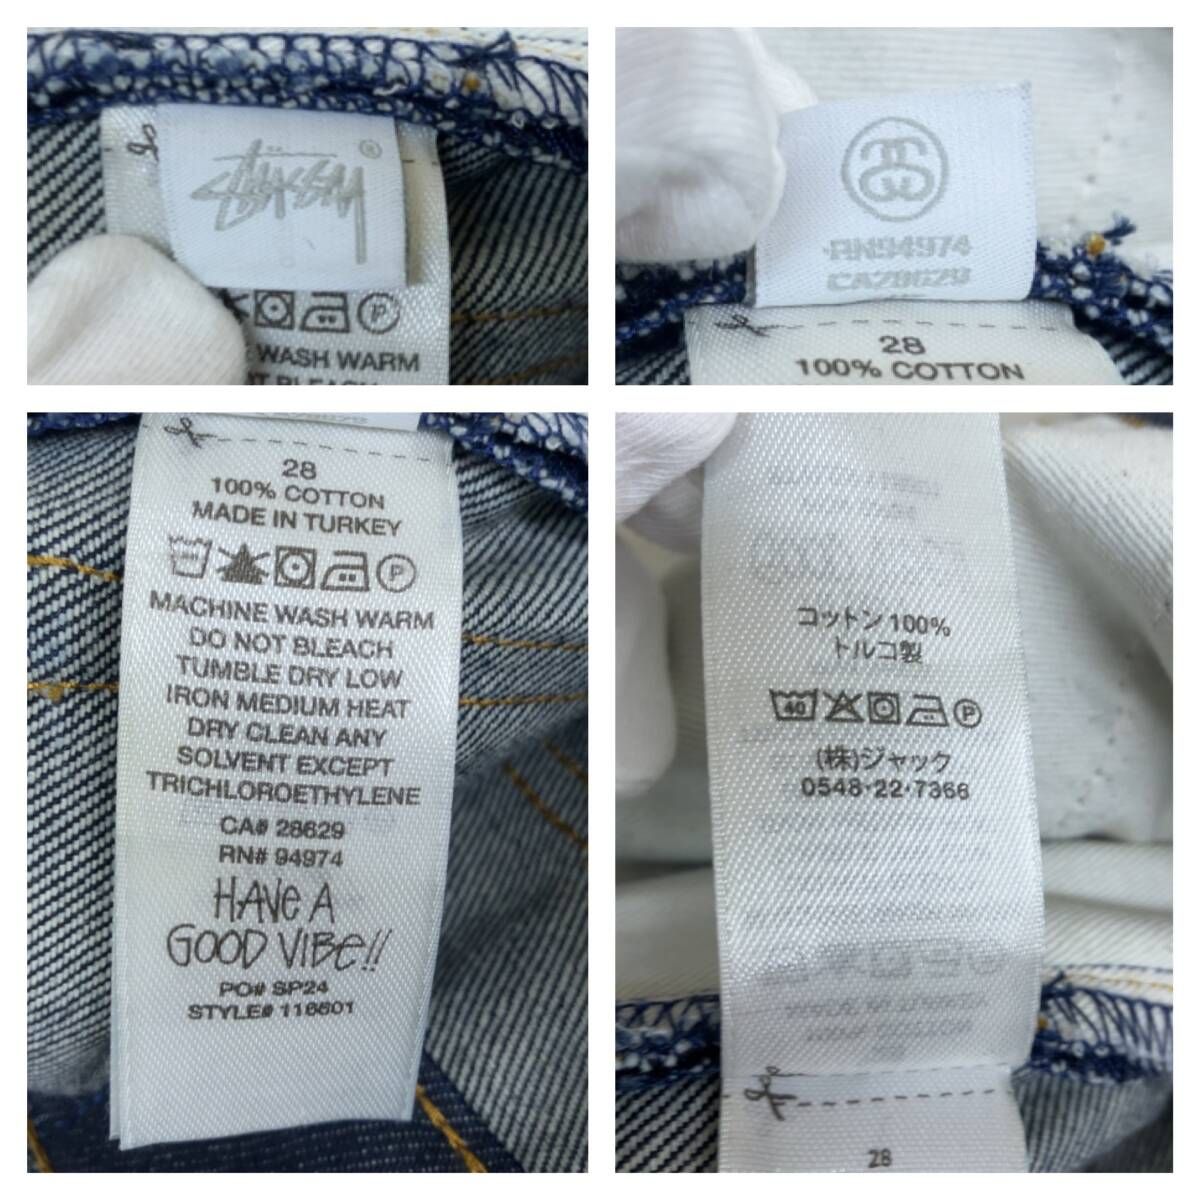 STÜSSY ®
P
WASH WARM
RN94974
CA28629
28
100% COTTON
28
100% COTTON
MADE IN TURKEY
P
MACHINE WASH WARM
DO NOT BLEACH
TUMBLE DRY LOW
IRON MEDIUM HEAT
DRY CLEAN ANY
SOLVENT EXCEPT
TRICHLOROETHYLENE
CA# 28629
RN# 94974
HAVE A
GOOD VIBE!!
PO# SP24
STYLE# 116601
コットン100%
トルコ製
40 P
(株)ジャック
0548・22・7366
28